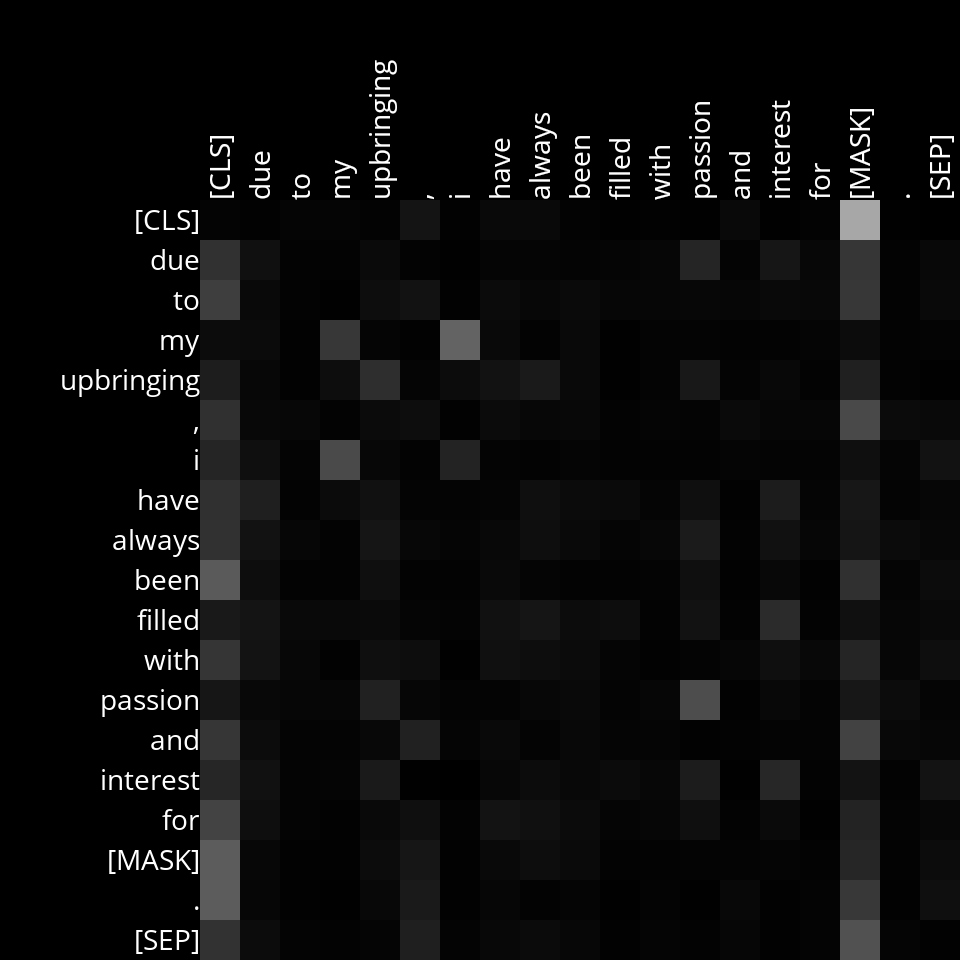 [CLS] due to my upbringing , i have always been filled with passion and interest for [MASK] . [SEP]
[CLS]
due
to
my
upbringing
,
i
have
always
been
filled
with
passion
and
interest
for
[MASK]
.
[SEP]